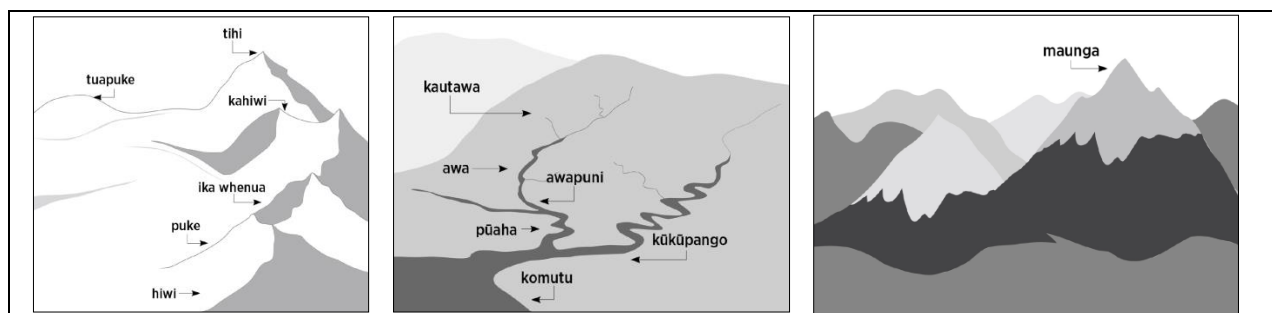 tihi
tuapuke
kahiwi
ika whenua
puke
hiwi
kautawa
awa
awapuni
pūaha
kūkūpango
komutu
maunga